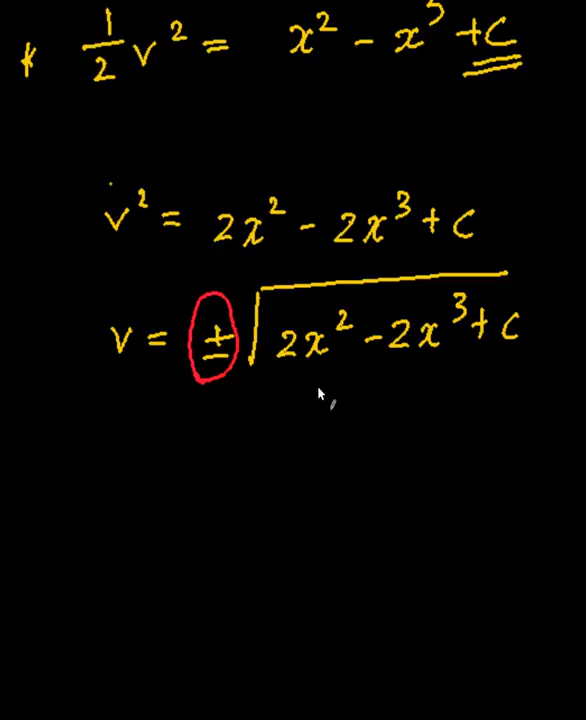 * 1/2 v² = x² - x³ + c
v² = 2x² - 2x³ + c
v = ± √(2x² - 2x³ + c)